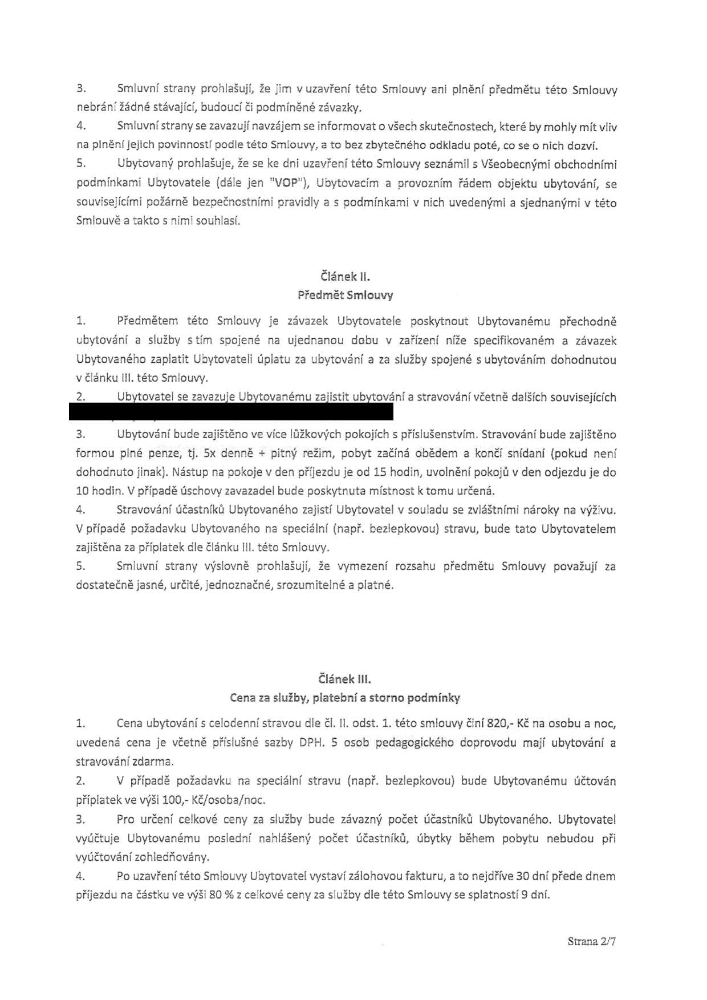 3. Smluvní strany prohlašují, že jim v uzavření této Smlouvy ani plnění předmětu této Smlouvy
nebrání žádné stávající, budoucí či podmíněné závazky.
4. Smluvní strany se zavazují navzájem se informovat o všech skutečnostech, které by mohly mít vliv
na plnění jejich povinností podle této Smlouvy, a to bez zbytečného odkladu poté, co se o nich dozví.
5. Ubytovaný prohlašuje, že se ke dni uzavření této Smlouvy seznámil s Všeobecnými obchodními
podmínkami Ubytovatele (dále jen "VOP"), Ubytovacím a provozním řádem objektu ubytování, se
souvisejícími požárně bezpečnostními pravidly a s podmínkami v nich uvedenými a sjednanými v této
Smlouvě a takto s nimi souhlasí.
Článek II.
Předmět Smlouvy
1. Předmětem této Smlouvy je závazek Ubytovatele poskytnout Ubytovanému přechodně
ubytování a služby s tím spojené na ujednanou dobu v zařízení níže specifikovaném a závazek
Ubytovaného zaplatit Ubytovateli úplatu za ubytování a za služby spojené s ubytováním dohodnutou
v článku III. této Smlouvy.
2. Ubytovatel se zavazuje Ubytovanému zajistit ubytování a stravování včetně dalších souvisejících
3. Ubytování bude zajištěno ve více lůžkových pokojích s příslušenstvím. Stravování bude zajištěno
formou plné penze, tj. 5x denně + pitný režim, pobyt začíná obědem a končí snídaní (pokud není
dohodnuto jinak). Nástup na pokoje v den příjezdu je od 15 hodin, uvolnění pokojů v den odjezdu je do
10 hodin. V případě úschovy zavazadel bude poskytnuta místnost k tomu určená.
4. Stravování účastníků Ubytovaného zajistí Ubytovatel v souladu se zvláštními nároky na výživu.
V případě požadavku Ubytovaného na speciální (např. bezlepkovou) stravu, bude tato Ubytovatelem
zajištěna za příplatek dle článku III. této Smlouvy.
5. Smluvní strany výslovně prohlašují, že vymezení rozsahu předmětu Smlouvy považují za
dostatečně jasné, určité, jednoznačné, srozumitelné a platné.
Článek III.
Cena za služby, platební a storno podmínky
1. Cena ubytování s celodenní stravou dle čl. II. odst. 1. této smlouvy činí 820,- Kč na osobu a noc,
uvedená cena je včetně příslušné sazby DPH. 5 osob pedagogického doprovodu mají ubytování a
stravování zdarma.
2. V případě požadavku na speciální stravu (např. bezlepkovou) bude Ubytovanému účtován
příplatek ve výši 100,- Kč/osoba/noc.
3. Pro určení celkové ceny za služby bude závazný počet účastníků Ubytovaného. Ubytovatel
vyúčtuje Ubytovanému poslední nahlášený počet účastníků, úbytky během pobytu nebudou při
vyúčtování zohledňovány.
4. Po uzavření této Smlouvy Ubytovatel vystaví zálohovou fakturu, a to nejdříve 30 dní přede dnem
příjezdu na částku ve výši 80 % z celkové ceny za služby dle této Smlouvy se splatností 9 dní.
Strana 2/7